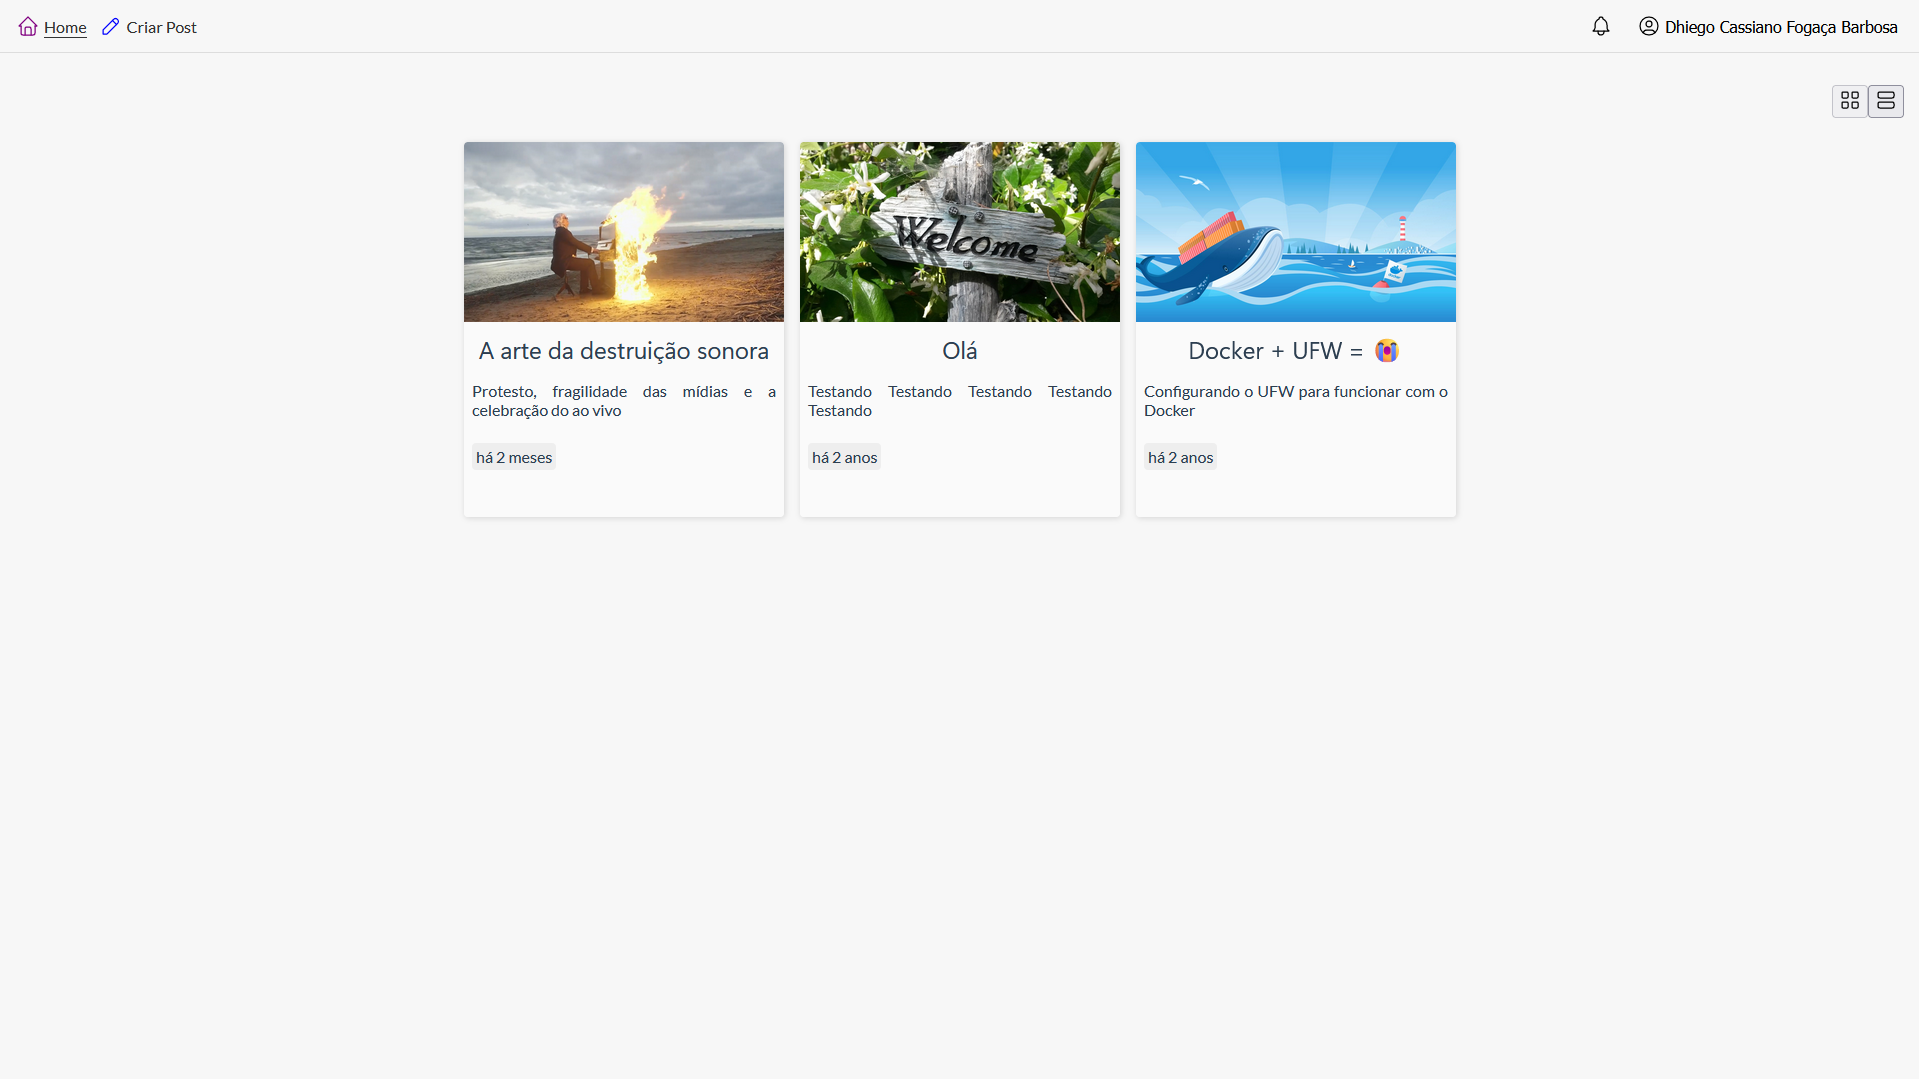 Home
Criar Post
Dhiego Cassiano Fogaça Barbosa
Welcome
A arte da destruição sonora
Protesto, fragilidade das mídias e a
celebração do ao vivo
há 2 meses
Olá
Testando Testando Testando Testando
Testando
há 2 anos
Docker + UFW = 😭
Configurando o UFW para funcionar com o
Docker
há 2 anos